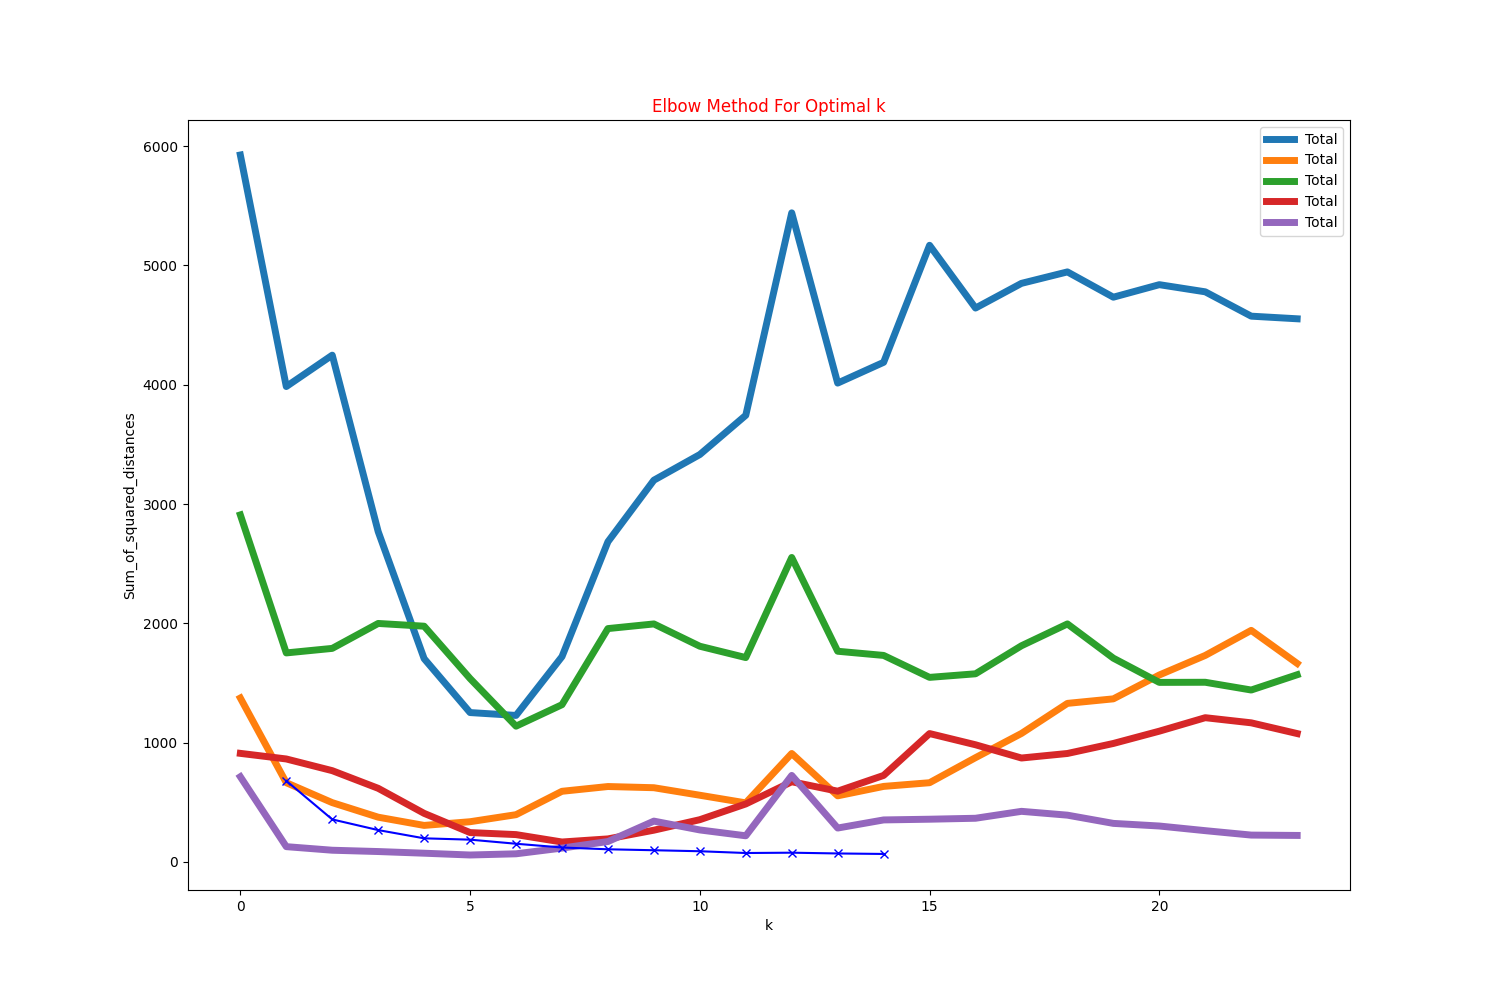 Elbow Method For Optimal k
Total
Total
Total
Total
Total
6000
5000
4000
3000
2000
1000
0
Sum_of_squared_distances
0 5 10 15 20
k